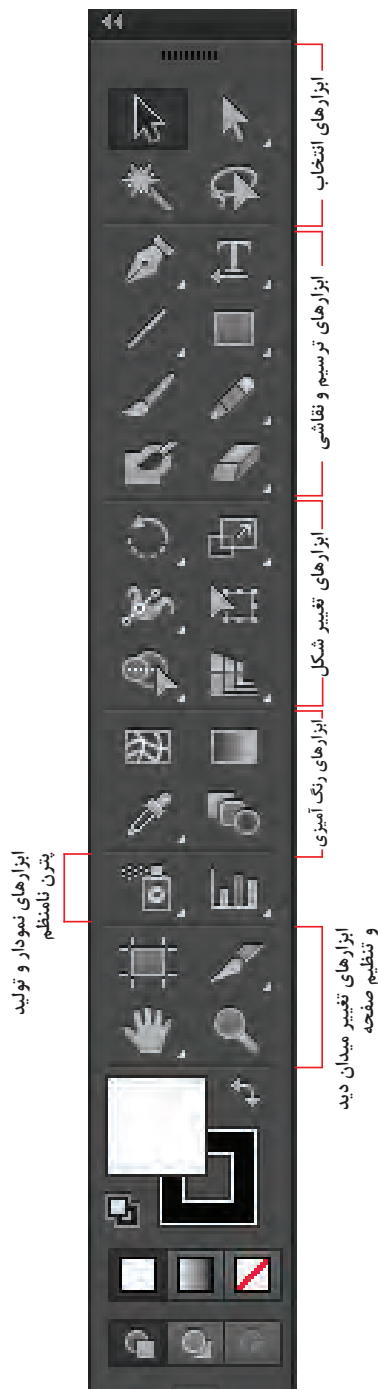 ابزارهای انتخاب
ابزارهای ترسیم و نقاشی
ابزارهای تغییر شکل
ابزارهای رنگ آمیزی
ابزارهای نمودار و تولید
پترن نامنظم
ابزارهای تغییر میدان دید
و تنظیم صفحه